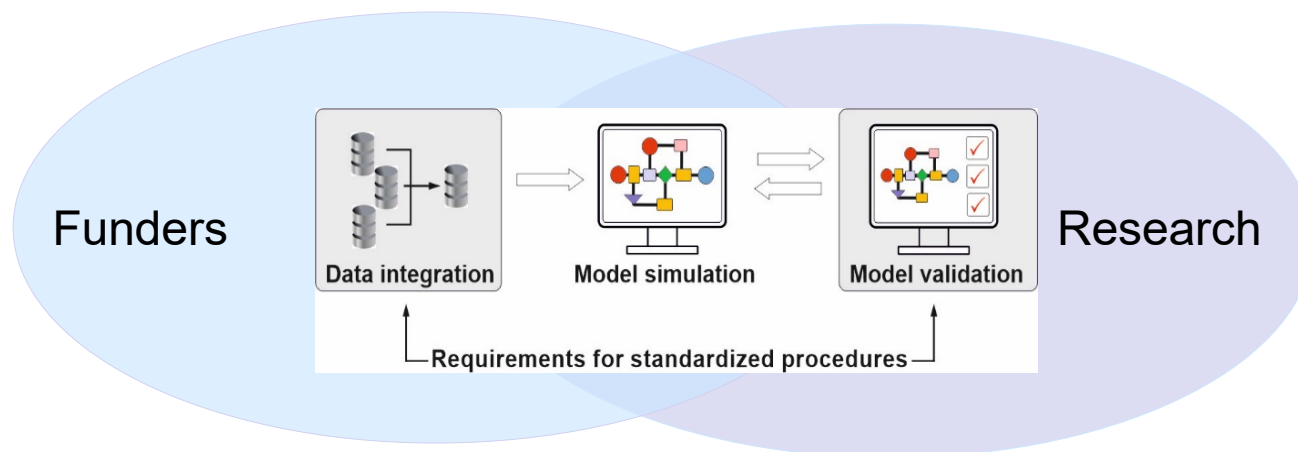 Funders
Research
Data integration
Model simulation
Model validation
Requirements for standardized procedures